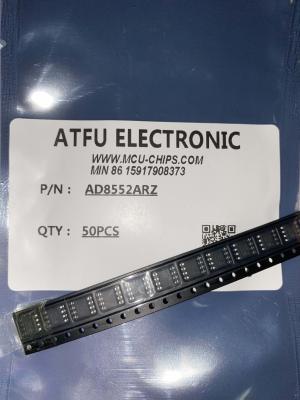 ATFU ELECTRONIC
WWW.MCU-CHIPS.COM
MIN 86 15917908373
P/N : AD8552ARZ
QTY : 50PCS